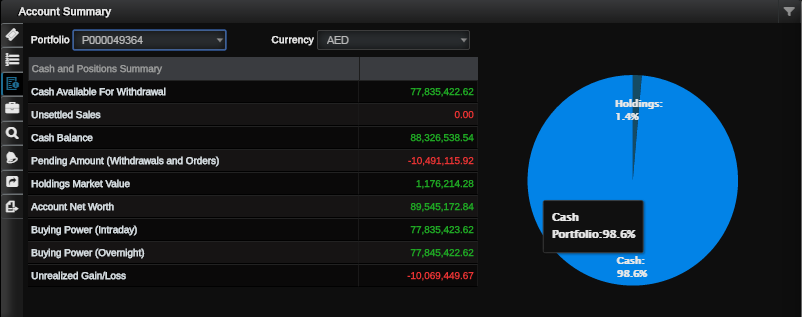 Account Summary
Portfolio P000049364 Currency AED
Cash and Positions Summary
Cash Available For Withdrawal 77,835,422.62
Unsettled Sales 0.00
Cash Balance 88,326,538.54
Pending Amount (Withdrawals and Orders) -10,491,115.92
Holdings Market Value 1,176,214.28
Account Net Worth 89,545,172.84
Buying Power (Intraday) 77,835,423.62
Buying Power (Overnight) 77,845,422.62
Unrealized Gain/Loss -10,069,449.67
Holdings:
1.4%
Cash
Portfolio:98.6%
Cash:
98.6%